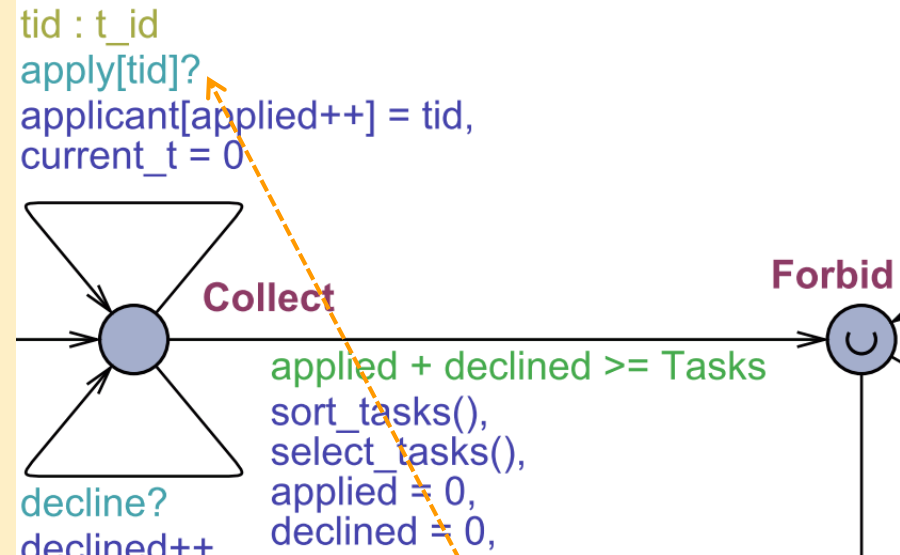 tid : t_id
apply[tid]?
applicant[applied++] = tid,
current_t = 0
Collect
Forbid
applied + declined >= Tasks
sort_tasks(),
select_tasks(),
applied = 0,
declined = 0,
decline?
declined++